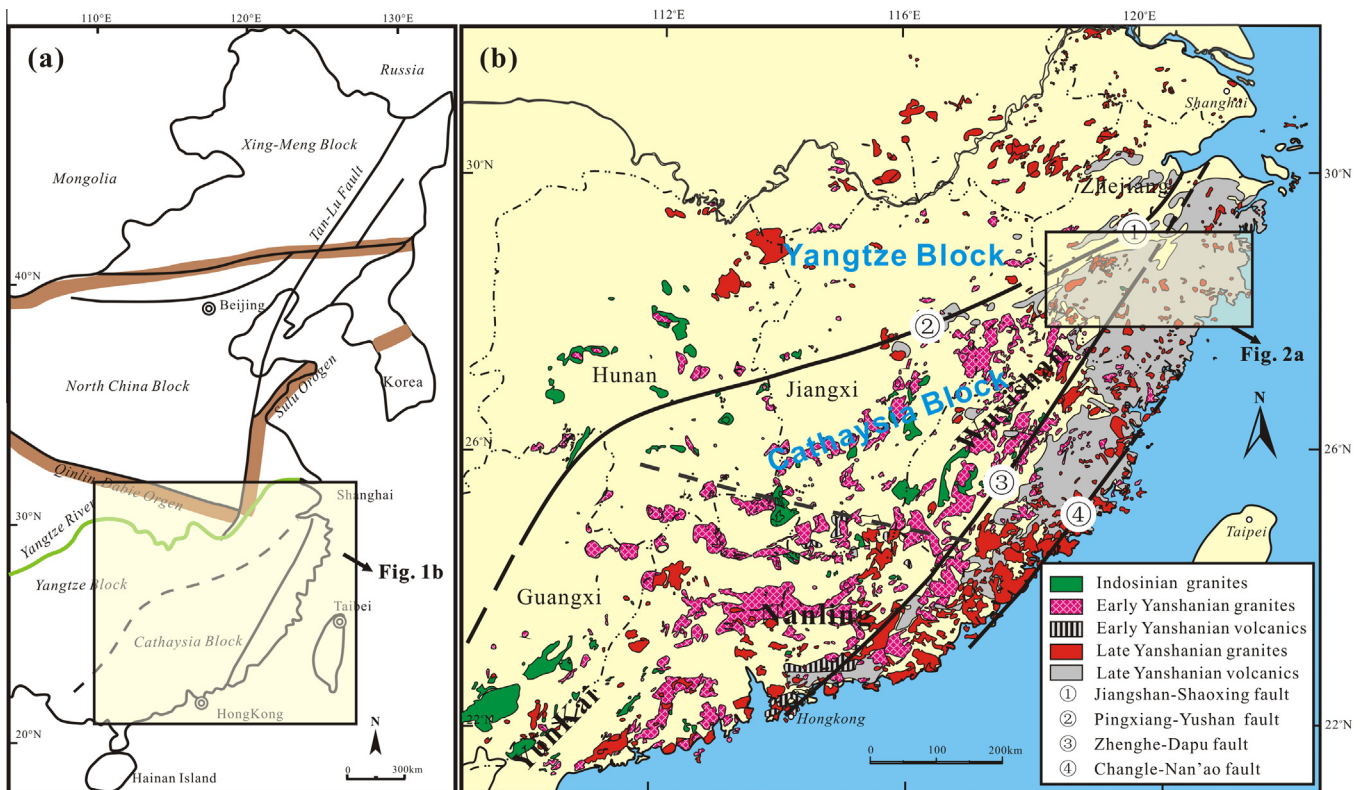 110°E
120°E
130°E
(a)
Russia
Xing-Meng Block
Mongolia
Tan-Lu Fault
40°N
Beijing
North China Block
Korea
Sulu Orogen
Qinlin-Dabie Orgen
Shanghai
30°N
Yangtze River
Fig. 1b
Yangtze Block
Taibei
Cathaysia Block
HongKong
20°N
N
Hainan Island
0 300km
112°E
116°E
120°E
(b)
Shanghai
30°N
30°N
Zhejiang
①
Yangtze Block
②
Fig. 2a
Hunan
Jiangxi
Wuyishan
Cathaysia Block
N
26°N
26°N
③
④
Taipei
Guangxi
Nanling
Yunkai
22°N
22°N
Hongkong
0 100 200km
Indosinian granites
Early Yanshanian granites
Early Yanshanian volcanics
Late Yanshanian granites
Late Yanshanian volcanics
① Jiangshan-Shaoxing fault
② Pingxiang-Yushan fault
③ Zhenghe-Dapu fault
④ Changle-Nan'ao fault